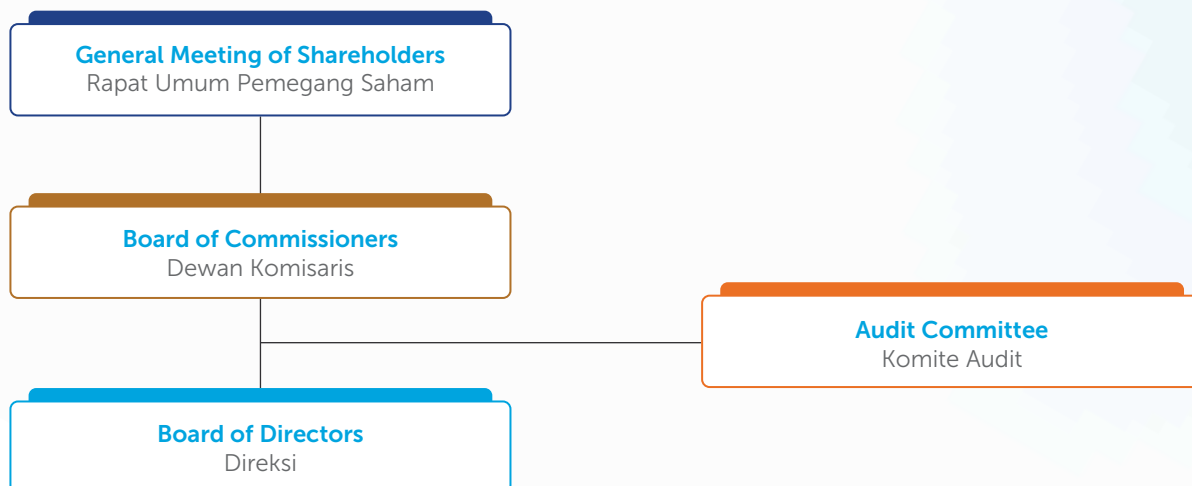 General Meeting of Shareholders
Rapat Umum Pemegang Saham
Board of Commissioners
Dewan Komisaris
Audit Committee
Komite Audit
Board of Directors
Direksi